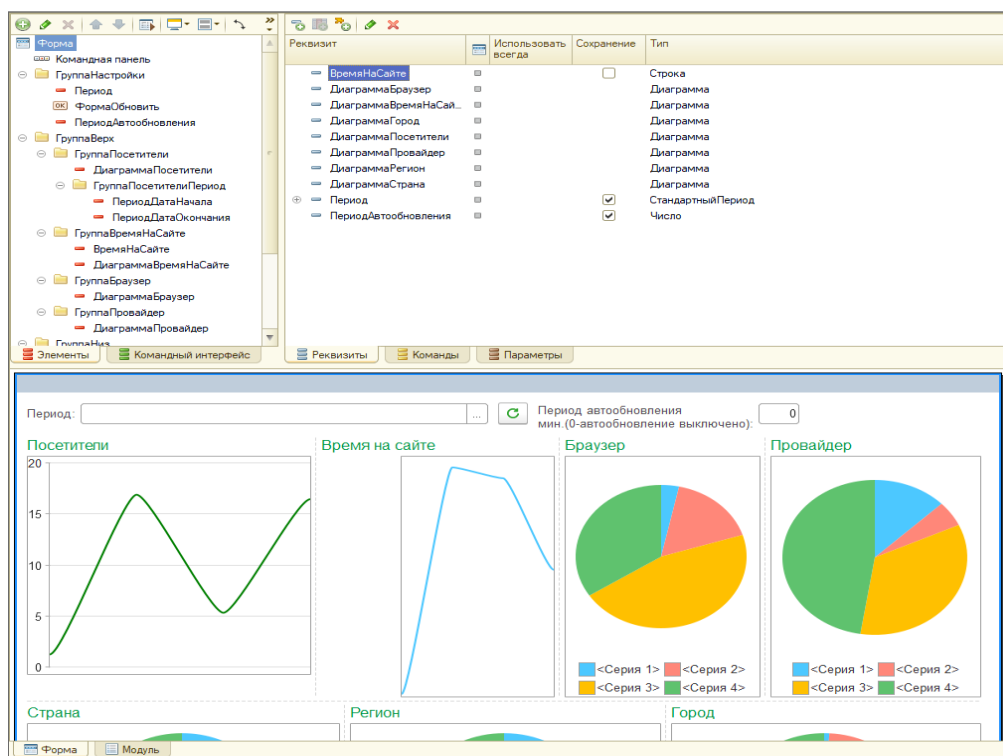 Форма
Командная панель
ГруппаНастройки
Период
OK ФормаОбновить
ПериодАвтообновления
ГруппаВерх
ГруппаПосетители
ДиаграммаПосетители
ГруппаПосетителиПериод
ПериодДатаНачала
ПериодДатаОкончания
ГруппаВремяНаСайте
ВремяНаСайте
ДиаграммаВремяНаСайте
ГруппаБраузер
ДиаграммаБраузер
ГруппаПровайдер
ДиаграммаПровайдер
ГруппаНиз
Элементы Командный интерфейс
Реквизит Использовать всегда Сохранение Тип
ВремяНаСайте Строка
ДиаграммаБраузер Диаграмма
ДиаграммаВремяНаСай... Диаграмма
ДиаграммаГород Диаграмма
ДиаграммаПосетители Диаграмма
ДиаграммаПровайдер Диаграмма
ДиаграммаРегион Диаграмма
ДиаграммаСтрана Диаграмма
Период СтандартныйПериод
ПериодАвтообновления Число
Реквизиты Команды Параметры
Период: ... Период автообновления
мин.(0-автообновление выключено): 0
Посетители Время на сайте Браузер Провайдер
20
15
10
5
0
<Серия 1> <Серия 2> <Серия 1> <Серия 2>
<Серия 3> <Серия 4> <Серия 3> <Серия 4>
Страна Регион Город
Форма Модуль